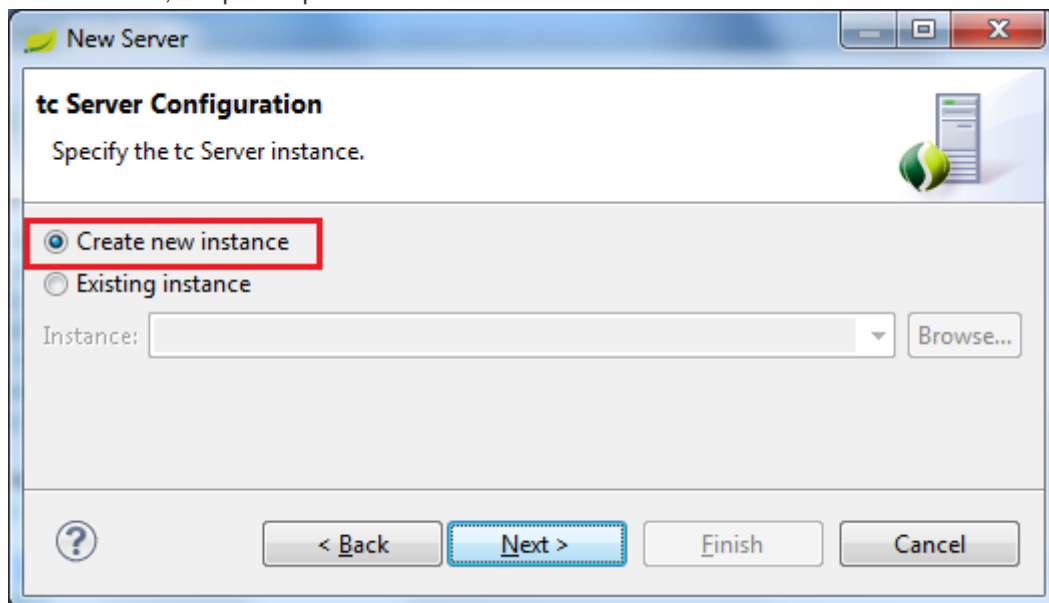 New Server
tc Server Configuration
Specify the tc Server instance.
Create new instance
Existing instance
Instance:
Browse...
< Back
Next >
Finish
Cancel